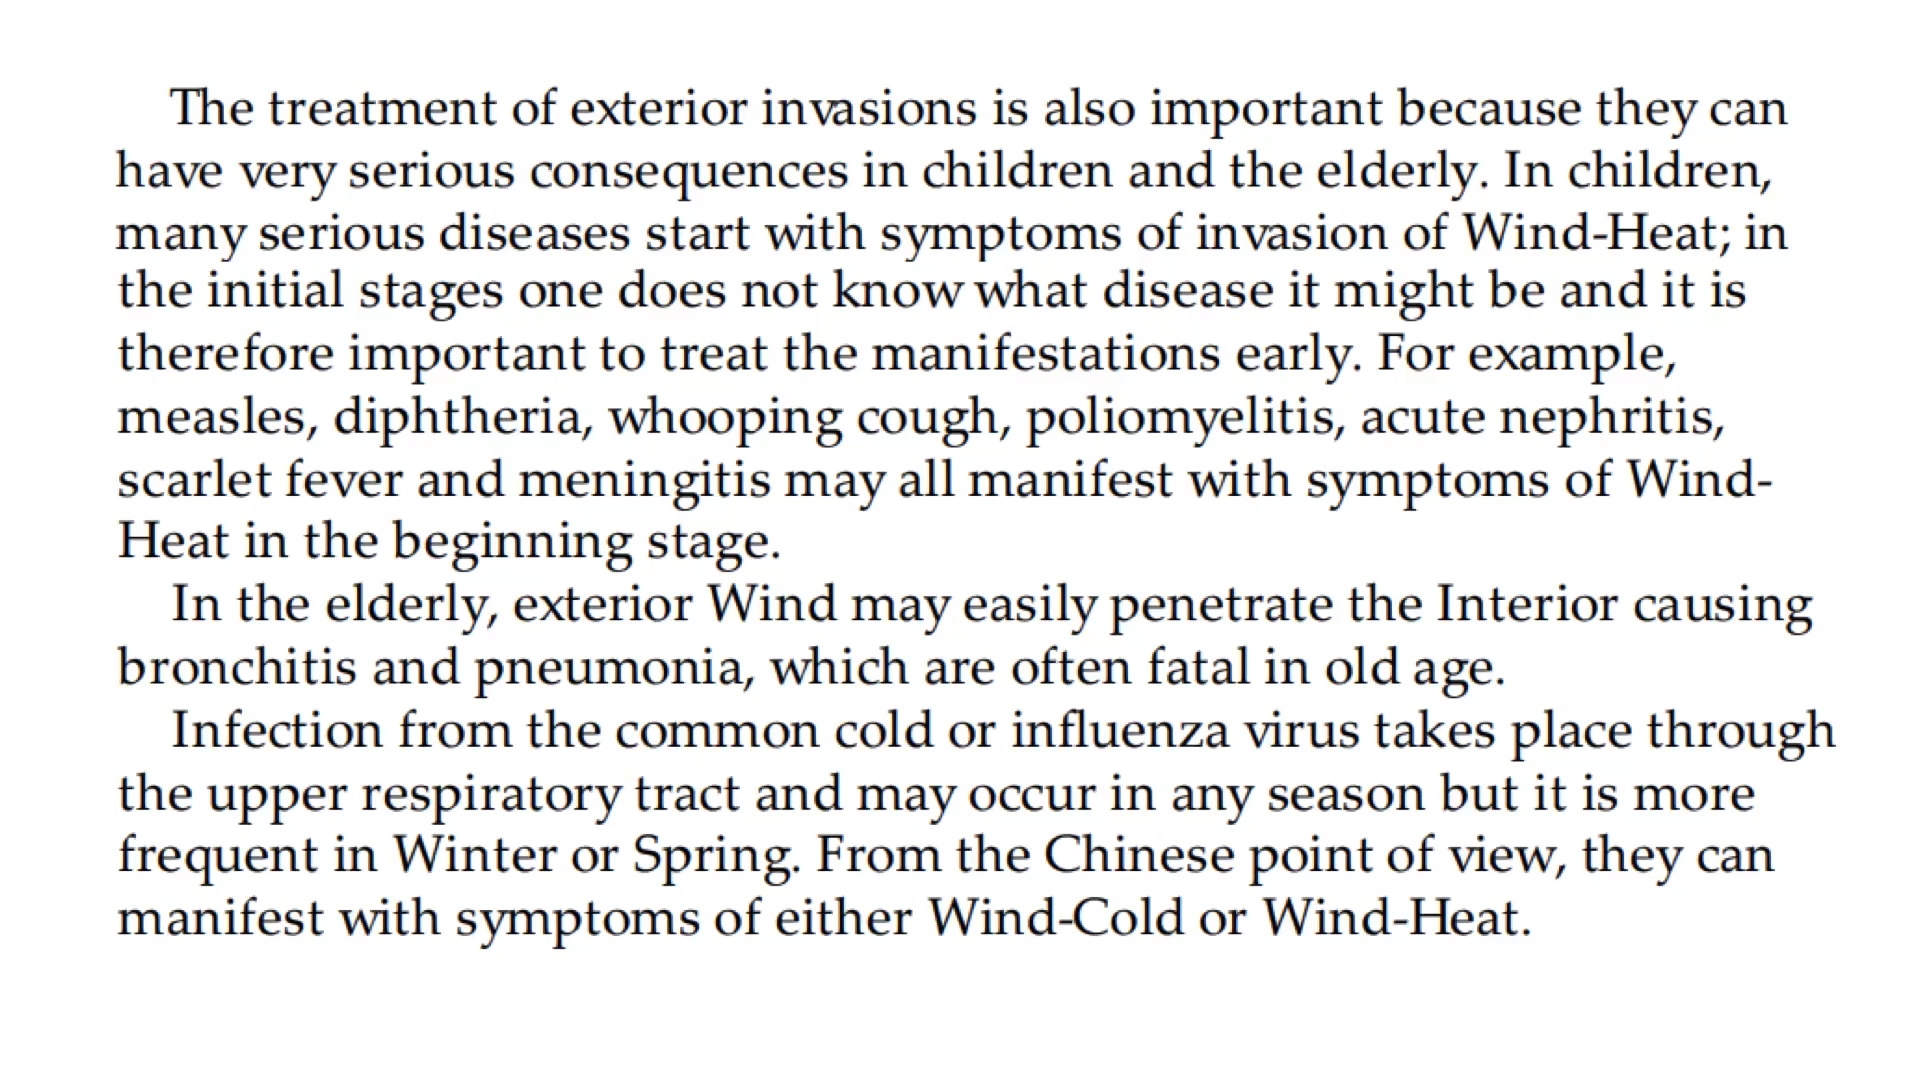 The treatment of exterior invasions is also important because they can
have very serious consequences in children and the elderly. In children,
many serious diseases start with symptoms of invasion of Wind-Heat; in
the initial stages one does not know what disease it might be and it is
therefore important to treat the manifestations early. For example,
measles, diphtheria, whooping cough, poliomyelitis, acute nephritis,
scarlet fever and meningitis may all manifest with symptoms of Wind-
Heat in the beginning stage.
In the elderly, exterior Wind may easily penetrate the Interior causing
bronchitis and pneumonia, which are often fatal in old age.
Infection from the common cold or influenza virus takes place through
the upper respiratory tract and may occur in any season but it is more
frequent in Winter or Spring. From the Chinese point of view, they can
manifest with symptoms of either Wind-Cold or Wind-Heat.